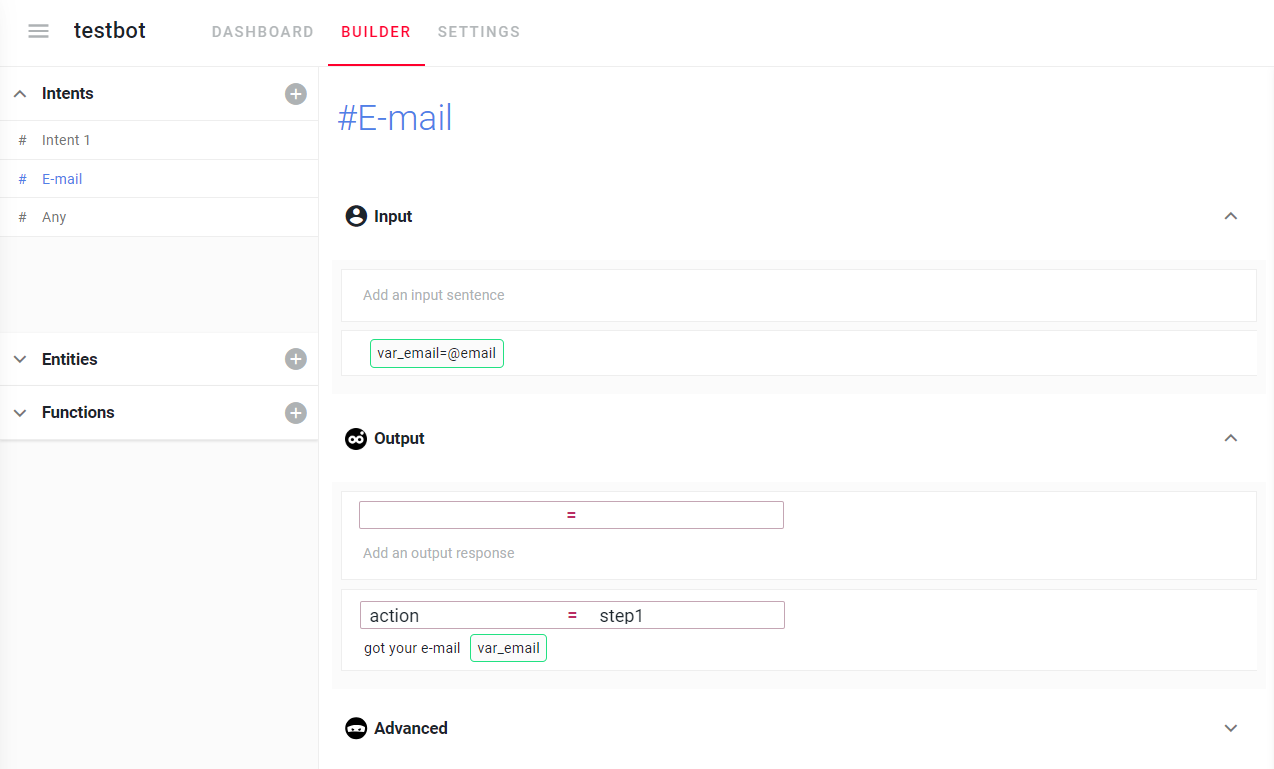 testbot DASHBOARD BUILDER SETTINGS
Intents
# Intent 1
# E-mail
# Any
Entities
Functions
#E-mail
Input
Add an input sentence
var_email=@email
Output
=
Add an output response
action = step1
got your e-mail var_email
Advanced